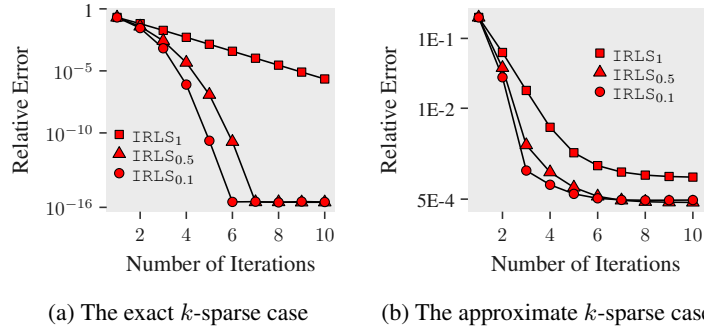 Relative Error
1
10−5
10−10
10−16
IRLS1
IRLS0.5
IRLS0.1
2 4 6 8 10
Number of Iterations
(a) The exact k-sparse case
Relative Error
1E-1
1E-2
5E-4
IRLS1
IRLS0.5
IRLS0.1
2 4 6 8 10
Number of Iterations
(b) The approximate k-sparse case